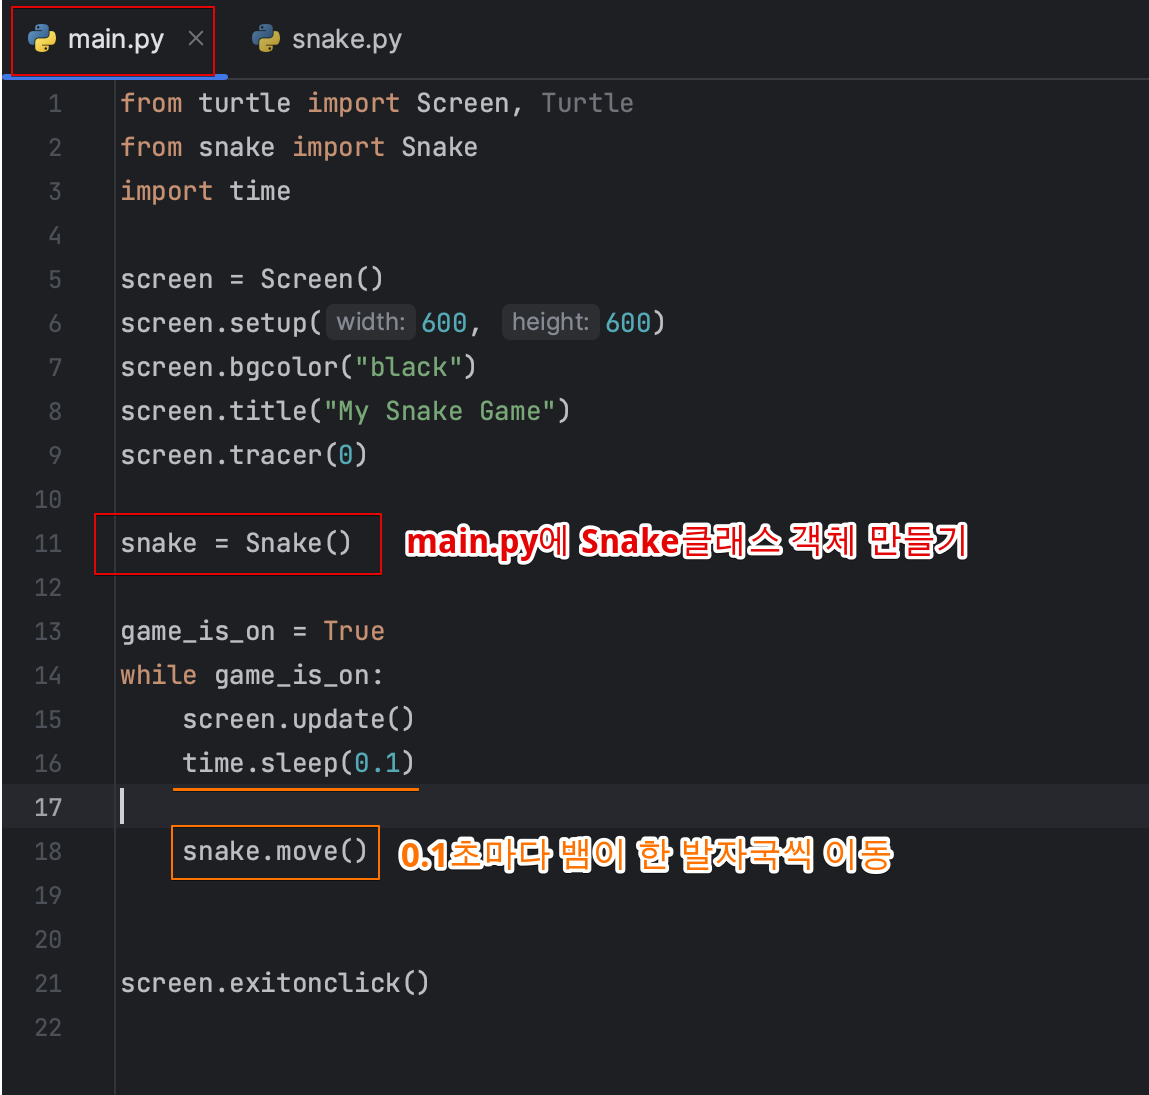 main.py × snake.py
1 from turtle import Screen, Turtle
2 from snake import Snake
3 import time
4
5 screen = Screen()
6 screen.setup( width: 600, height: 600)
7 screen.bgcolor("black")
8 screen.title("My Snake Game")
9 screen.tracer(0)
10
11 snake = Snake() main.py에 Snake클래스 객체 만들기
12
13 game_is_on = True
14 while game_is_on:
15 screen.update()
16 time.sleep(0.1)
17
18 snake.move() 0.1초마다 뱀이 한 발자국씩 이동
19
20
21 screen.exitonclick()
22